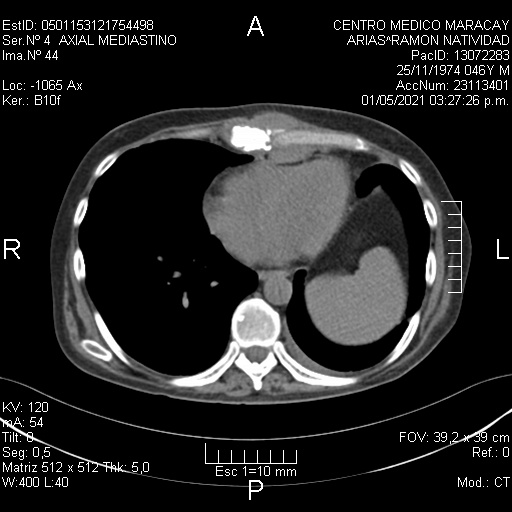 EstID: 0501153121754498
Ser.Nº 4 AXIAL MEDIASTINO
Ima.Nº 44
Loc: -1065 Ax
Ker.: B10f
A
CENTRO MEDICO MARACAY
ARIAS^RAMON NATIVIDAD
PacID: 13072283
25/11/1974 046Y M
AccNum: 23113401
01/05/2021 03:27:26 p.m.
R
L
KV: 120
mA: 54
Tilt: 0
Seg: 0,5
Matriz 512 x 512 Thk: 5,0
W:400 L:40
Esc 1=10 mm
P
FOV: 39,2 x 39 cm
Ref.: 0
Mod.: CT